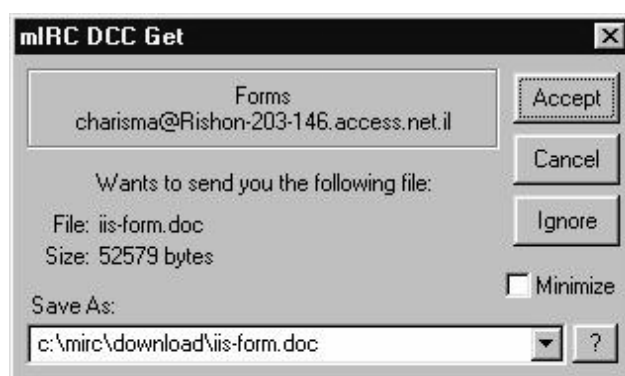 mIRC DCC Get
Forms
charisma@Rishon-203-146.access.net.il
Wants to send you the following file:
File: iis-form.doc
Size: 52579 bytes
Save As:
c:\mirc\download\iis-form.doc
Accept
Cancel
Ignore
Minimize
?